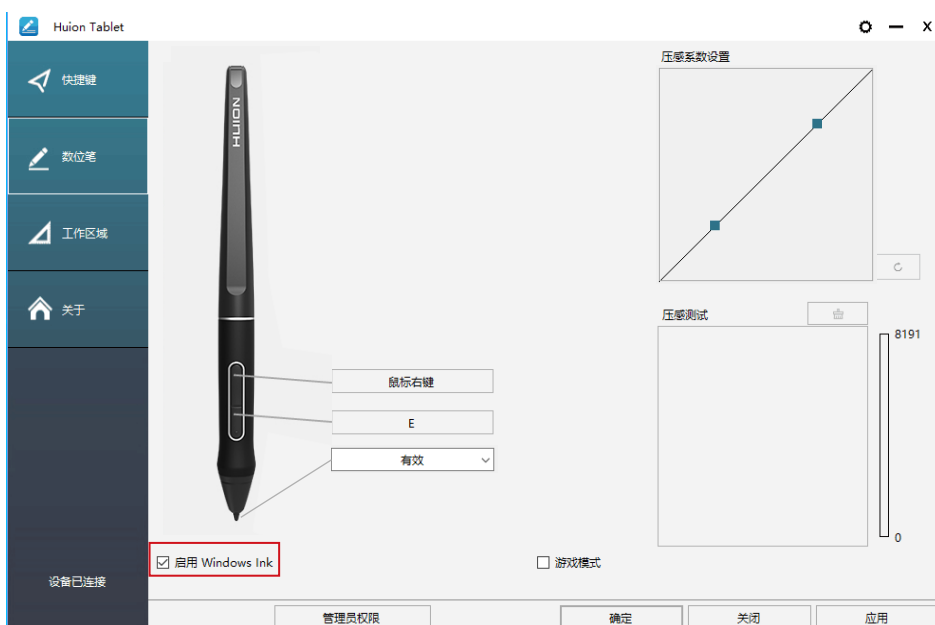 Huion Tablet
快捷键
数位笔
工作区域
关于
设备已连接
HUION
鼠标右键
E
有效
启用 Windows Ink
游戏模式
压感系数设置
压感测试
8191
0
管理员权限
确定
关闭
应用